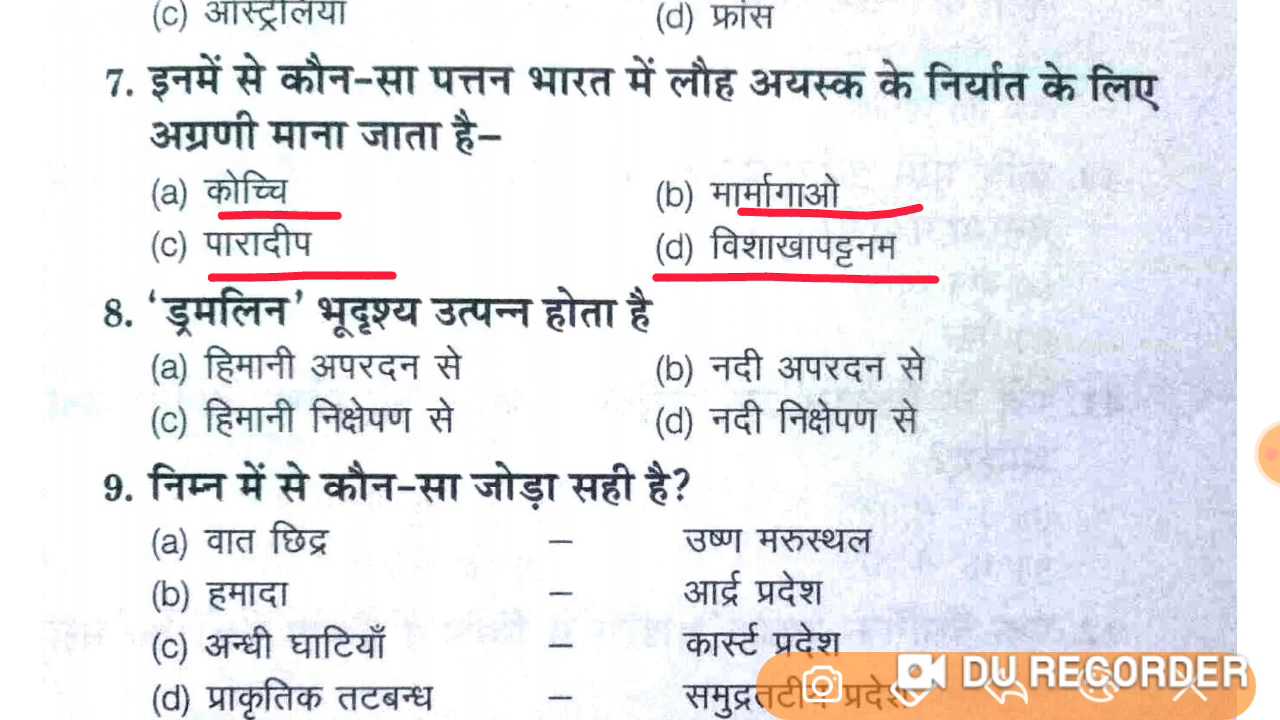 (c) ऑस्ट्रेलिया (d) फ्रांस
7. इनमें से कौन-सा पत्तन भारत में लौह अयस्क के निर्यात के लिए
अग्रणी माना जाता है–
(a) कोच्चि (b) मार्मागाओ
(c) पारादीप (d) विशाखापट्टनम
8. ‘ड्रमलिन’ भूदृश्य उत्पन्न होता है
(a) हिमानी अपरदन से (b) नदी अपरदन से
(c) हिमानी निक्षेपण से (d) नदी निक्षेपण से
9. निम्न में से कौन-सा जोड़ा सही है?
(a) वात छिद्र – उष्ण मरुस्थल
(b) हमादा – आर्द्र प्रदेश
(c) अन्धी घाटियाँ – कार्स्ट प्रदेश
(d) प्राकृतिक तटबन्ध – समुद्रतटीय प्रदेश
DU RECORDER